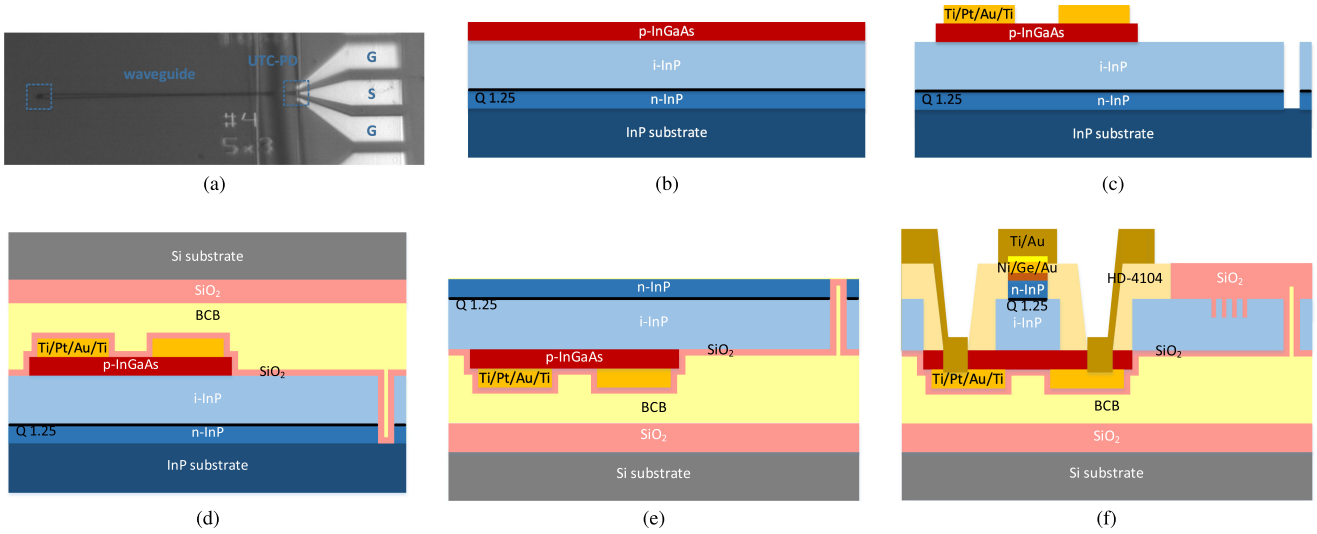 waveguide
UTC-PD
G
S
G
#4
5x3
(a)
p-InGaAs
i-InP
Q 1.25
n-InP
InP substrate
(b)
Ti/Pt/Au/Ti
p-InGaAs
i-InP
Q 1.25
n-InP
InP substrate
(c)
Si substrate
SiO₂
BCB
Ti/Pt/Au/Ti
p-InGaAs
SiO₂
i-InP
Q 1.25
n-InP
InP substrate
(d)
n-InP
Q 1.25
i-InP
SiO₂
p-InGaAs
Ti/Pt/Au/Ti
BCB
SiO₂
Si substrate
(e)
Ti/Au
Ni/Ge/Au
HD-4104
SiO₂
n-InP
Q 1.25
i-InP
SiO₂
Ti/Pt/Au/Ti
BCB
SiO₂
Si substrate
(f)